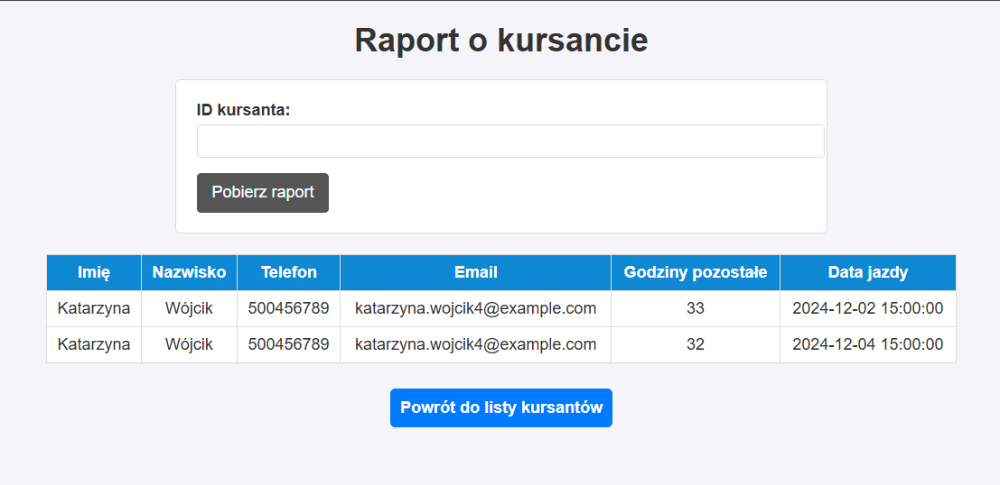 Raport o kursancie
ID kursanta:
Pobierz raport
Imię Nazwisko Telefon Email Godziny pozostałe Data jazdy
Katarzyna Wójcik 500456789 katarzyna.wojcik4@example.com 33 2024-12-02 15:00:00
Katarzyna Wójcik 500456789 katarzyna.wojcik4@example.com 32 2024-12-04 15:00:00
Powrót do listy kursantów